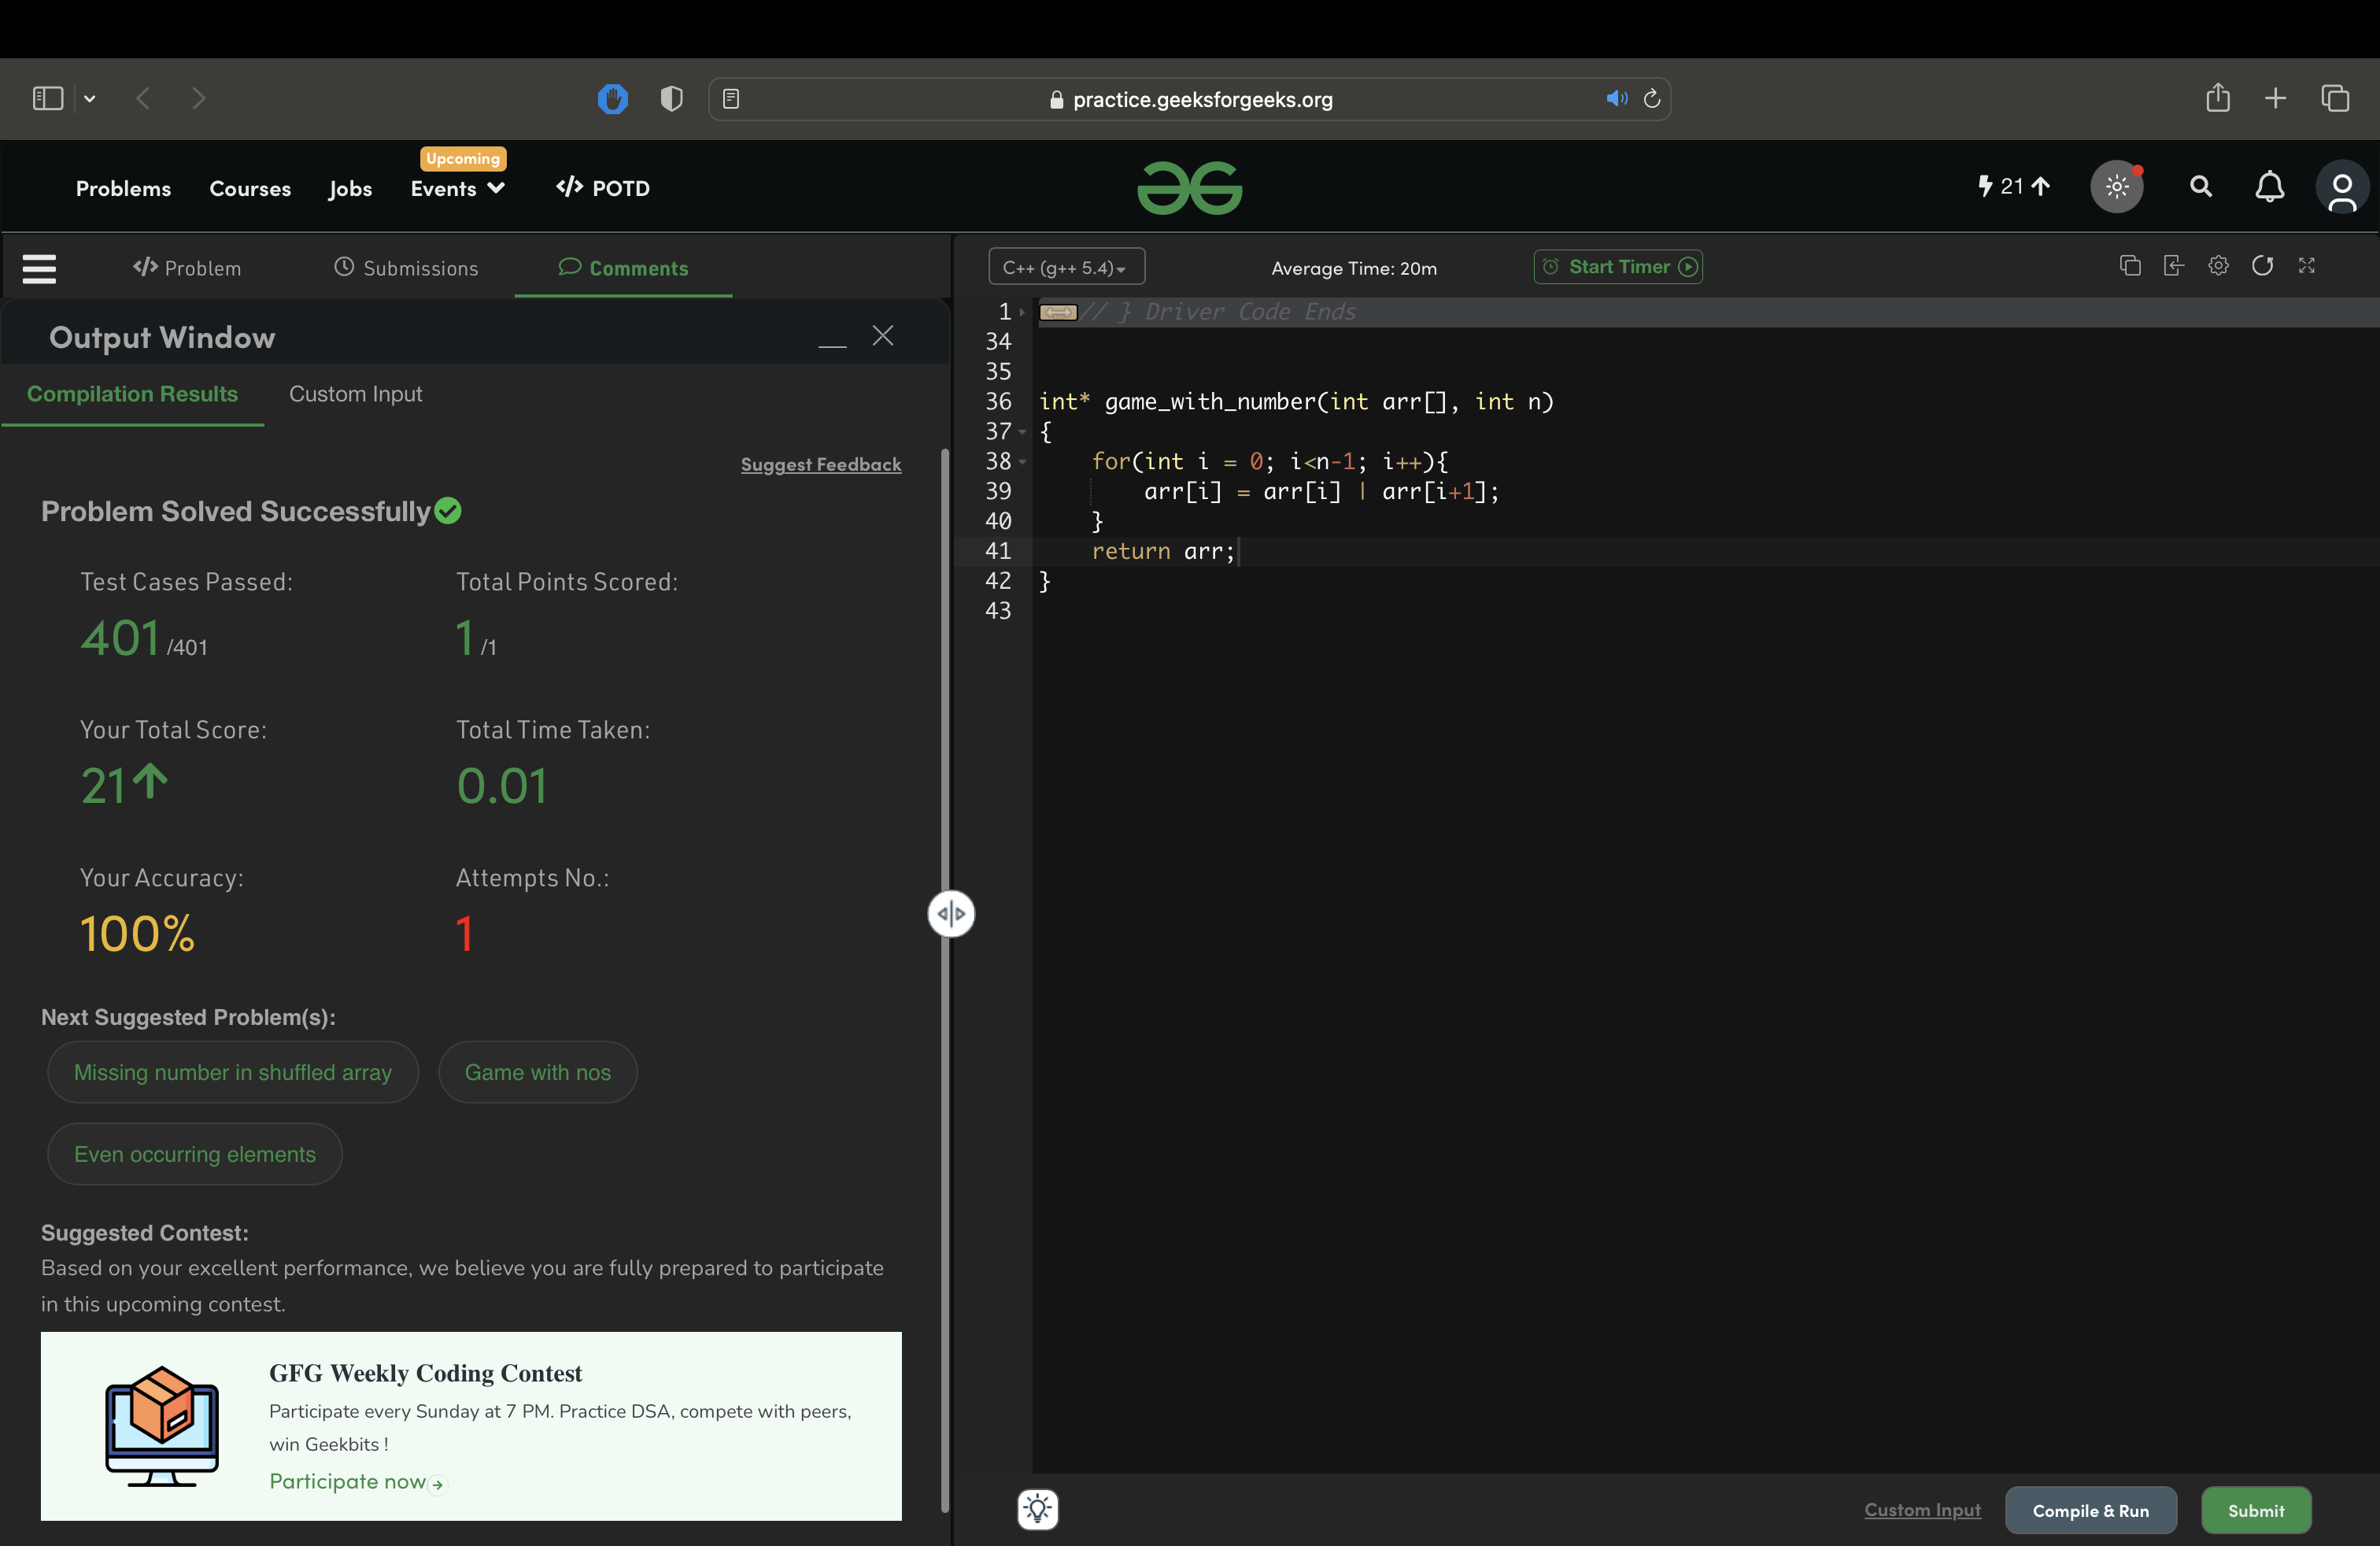 practice.geeksforgeeks.org
Upcoming
Problems Courses Jobs Events </> POTD
21
</> Problem Submissions Comments
Output Window
Compilation Results Custom Input
Suggest Feedback
Problem Solved Successfully
Test Cases Passed: Total Points Scored:
401 /401 1 /1
Your Total Score: Total Time Taken:
21 0.01
Your Accuracy: Attempts No.:
100% 1
Next Suggested Problem(s):
Missing number in shuffled array Game with nos
Even occurring elements
Suggested Contest:
Based on your excellent performance, we believe you are fully prepared to participate
in this upcoming contest.
GFG Weekly Coding Contest
Participate every Sunday at 7 PM. Practice DSA, compete with peers,
win Geekbits !
Participate now
C++ (g++ 5.4) Average Time: 20m Start Timer
1 // } Driver Code Ends
34
35
36 int* game_with_number(int arr[], int n)
37 {
38 for(int i = 0; i<n-1; i++){
39 arr[i] = arr[i] | arr[i+1];
40 }
41 return arr;
42 }
43
Custom Input Compile & Run Submit